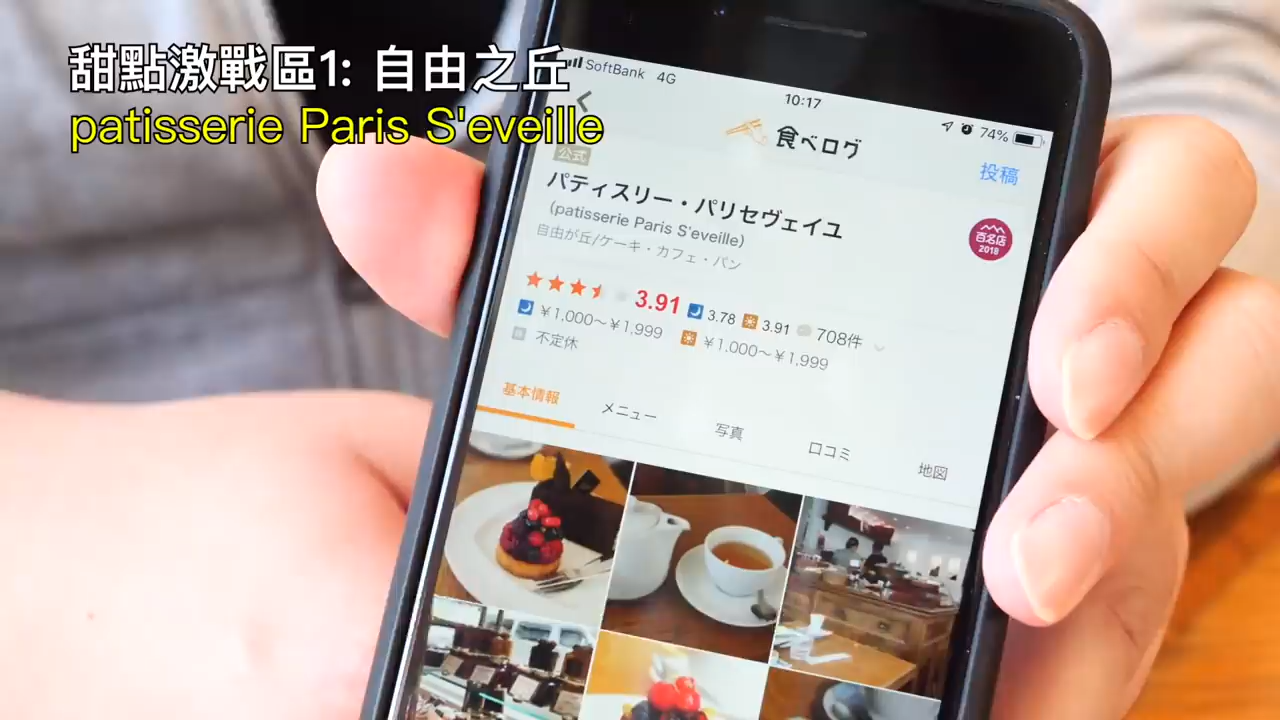 甜點激戰區1: 自由之丘
patisserie Paris S'eveille
SoftBank 4G
10:17
74%
食べログ
投稿
公式
パティスリー・パリセヴェイユ
(patisserie Paris S'eveille)
自由が丘/ケーキ・カフェ・パン
百名店
2018
3.91 3.78 3.91 708件
¥1,000～¥1,999 ¥1,000～¥1,999
不定休
基本情報 メニュー 写真 口コミ 地図